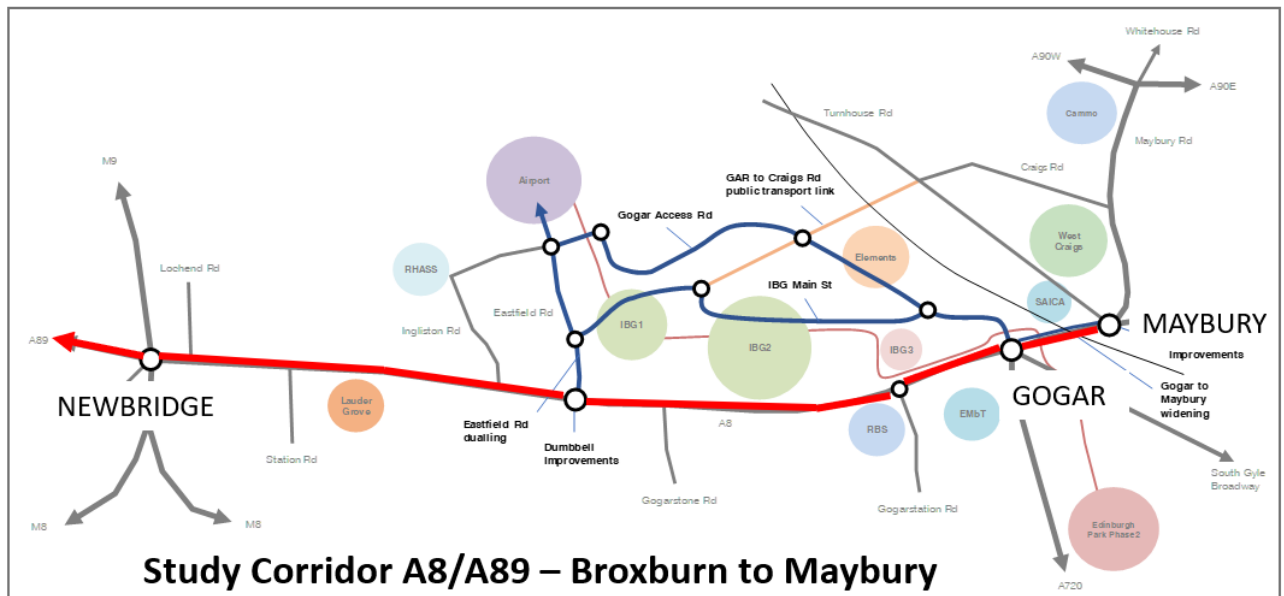 Whitehouse Rd
A90W
A90E
Cammo
Turnhouse Rd
Maybury Rd
M9
Craigs Rd
Airport
GAR to Craigs Rd
public transport link
Gogar Access Rd
West
Craigs
Lochend Rd
RHASS
Elements
IBG Main St
Eastfield Rd
SAICA
IBG1
Ingliston Rd
MAYBURY
A89
IBG2
IBG3
Improvements
NEWBRIDGE
Lauder
Grove
GOGAR
Gogar to
Maybury
widening
EMbT
A8
RBS
Eastfield Rd
dualling
Dumbbell
Improvements
Station Rd
South Gyle
Broadway
Gogarstone Rd
Gogarstation Rd
M8
M8
Edinburgh
Park Phase2
A720
Study Corridor A8/A89 – Broxburn to Maybury